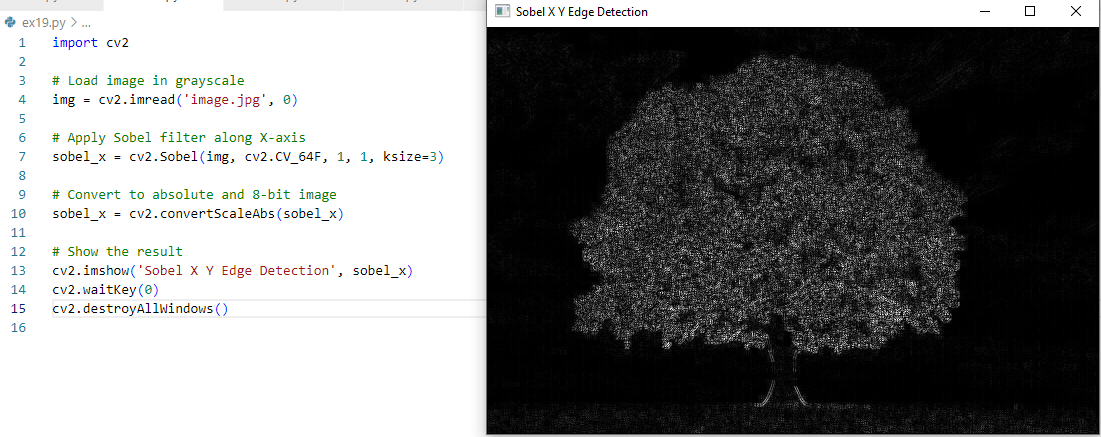 ex19.py > ...
1 import cv2
2
3 # Load image in grayscale
4 img = cv2.imread('image.jpg', 0)
5
6 # Apply Sobel filter along X-axis
7 sobel_x = cv2.Sobel(img, cv2.CV_64F, 1, 1, ksize=3)
8
9 # Convert to absolute and 8-bit image
10 sobel_x = cv2.convertScaleAbs(sobel_x)
11
12 # Show the result
13 cv2.imshow('Sobel X Y Edge Detection', sobel_x)
14 cv2.waitKey(0)
15 cv2.destroyAllWindows()
16
Sobel X Y Edge Detection